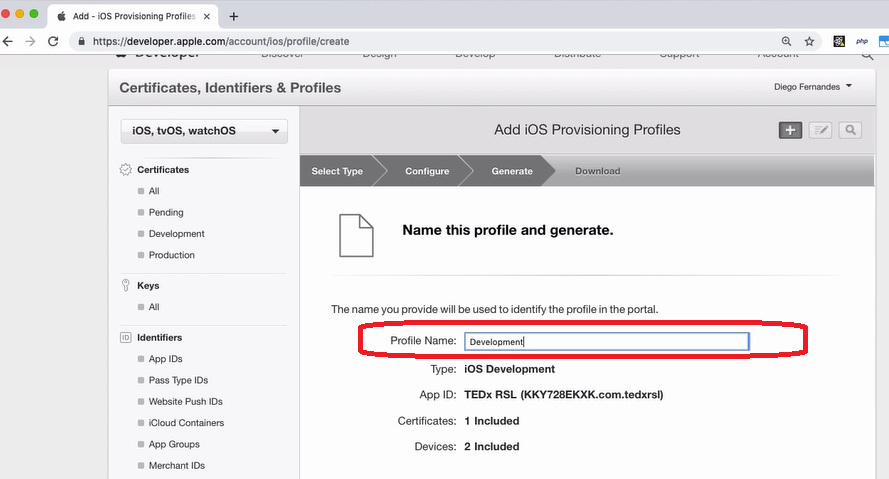 Add - iOS Provisioning Profiles
https://developer.apple.com/account/ios/profile/create
php
Developer Discover Design Develop Distribute Support Account
Certificates, Identifiers & Profiles
Diego Fernandes
iOS, tvOS, watchOS
Certificates
All
Pending
Development
Production
Keys
All
Identifiers
App IDs
Pass Type IDs
Website Push IDs
iCloud Containers
App Groups
Merchant IDs
Add iOS Provisioning Profiles
Select Type Configure Generate Download
Name this profile and generate.
The name you provide will be used to identify the profile in the portal.
Profile Name: Development
Type: iOS Development
App ID: TEDx RSL (KKY728EKXK.com.tedxrsl)
Certificates: 1 Included
Devices: 2 Included